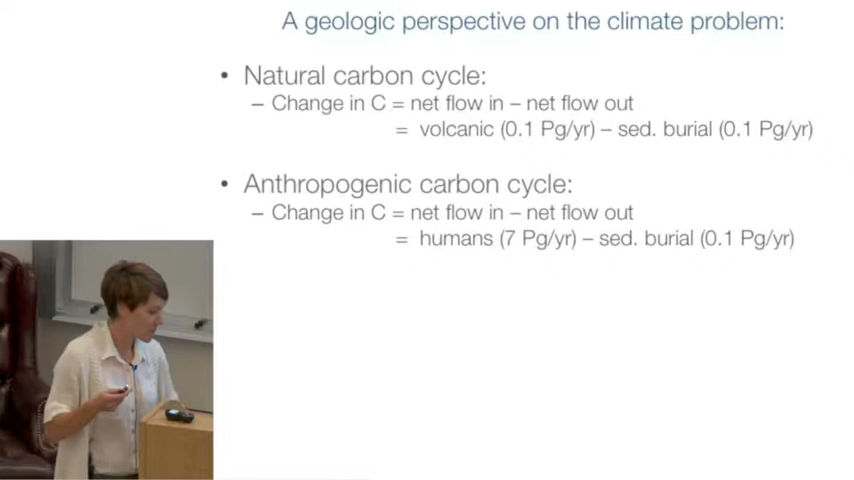 A geologic perspective on the climate problem:
• Natural carbon cycle:
– Change in C = net flow in – net flow out
= volcanic (0.1 Pg/yr) – sed. burial (0.1 Pg/yr)
• Anthropogenic carbon cycle:
– Change in C = net flow in – net flow out
= humans (7 Pg/yr) – sed. burial (0.1 Pg/yr)